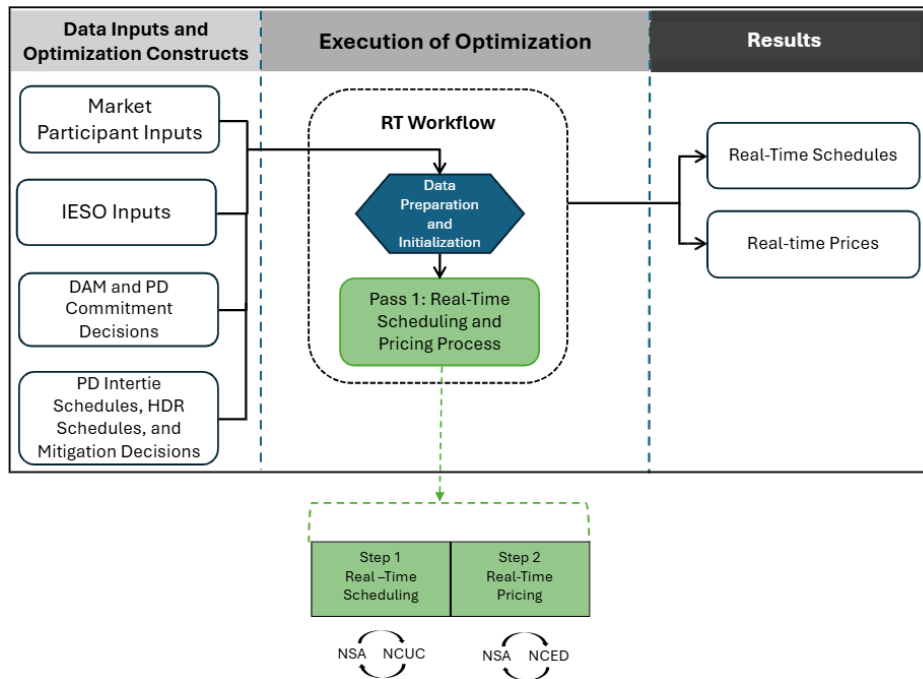 Data Inputs and
Optimization Constructs
Execution of Optimization
Results
Market
Participant Inputs
IESO Inputs
DAM and PD
Commitment
Decisions
PD Intertie
Schedules, HDR
Schedules, and
Mitigation Decisions
RT Workflow
Data
Preparation
and
Initialization
Pass 1: Real-Time
Scheduling and
Pricing Process
Real-Time Schedules
Real-time Prices
Step 1
Real –Time
Scheduling
Step 2
Real-Time
Pricing
NSA NCUC
NSA NCED